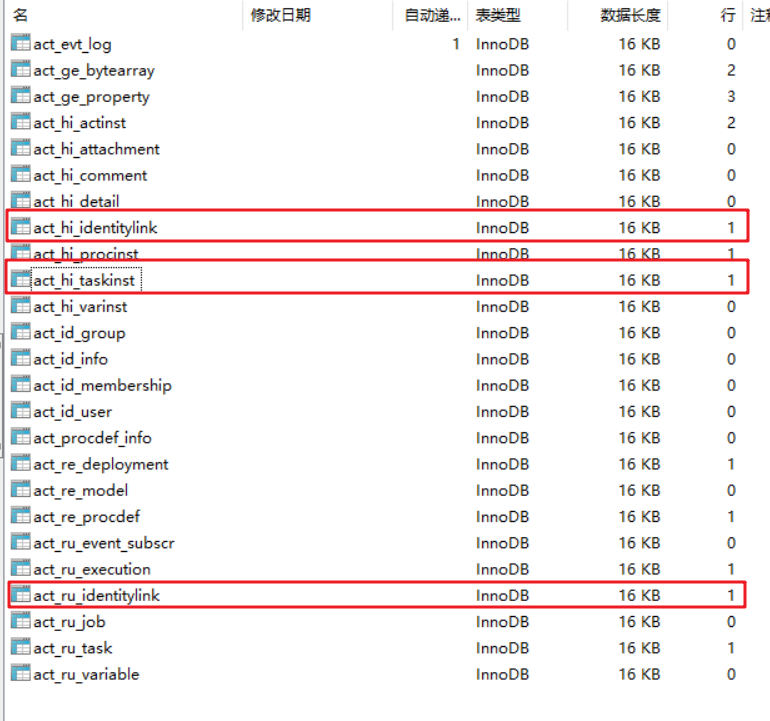 名 修改日期 自动递... 表类型 数据长度 行
act_evt_log 1 InnoDB 16 KB 0
act_ge_bytearray InnoDB 16 KB 2
act_ge_property InnoDB 16 KB 3
act_hi_actinst InnoDB 16 KB 2
act_hi_attachment InnoDB 16 KB 0
act_hi_comment InnoDB 16 KB 0
act_hi_detail InnoDB 16 KB 0
act_hi_identitylink InnoDB 16 KB 1
act_hi_procinst InnoDB 16 KB 1
act_hi_taskinst InnoDB 16 KB 1
act_hi_varinst InnoDB 16 KB 0
act_id_group InnoDB 16 KB 0
act_id_info InnoDB 16 KB 0
act_id_membership InnoDB 16 KB 0
act_id_user InnoDB 16 KB 0
act_procdef_info InnoDB 16 KB 0
act_re_deployment InnoDB 16 KB 1
act_re_model InnoDB 16 KB 0
act_re_procdef InnoDB 16 KB 1
act_ru_event_subscr InnoDB 16 KB 0
act_ru_execution InnoDB 16 KB 1
act_ru_identitylink InnoDB 16 KB 1
act_ru_job InnoDB 16 KB 0
act_ru_task InnoDB 16 KB 1
act_ru_variable InnoDB 16 KB 0